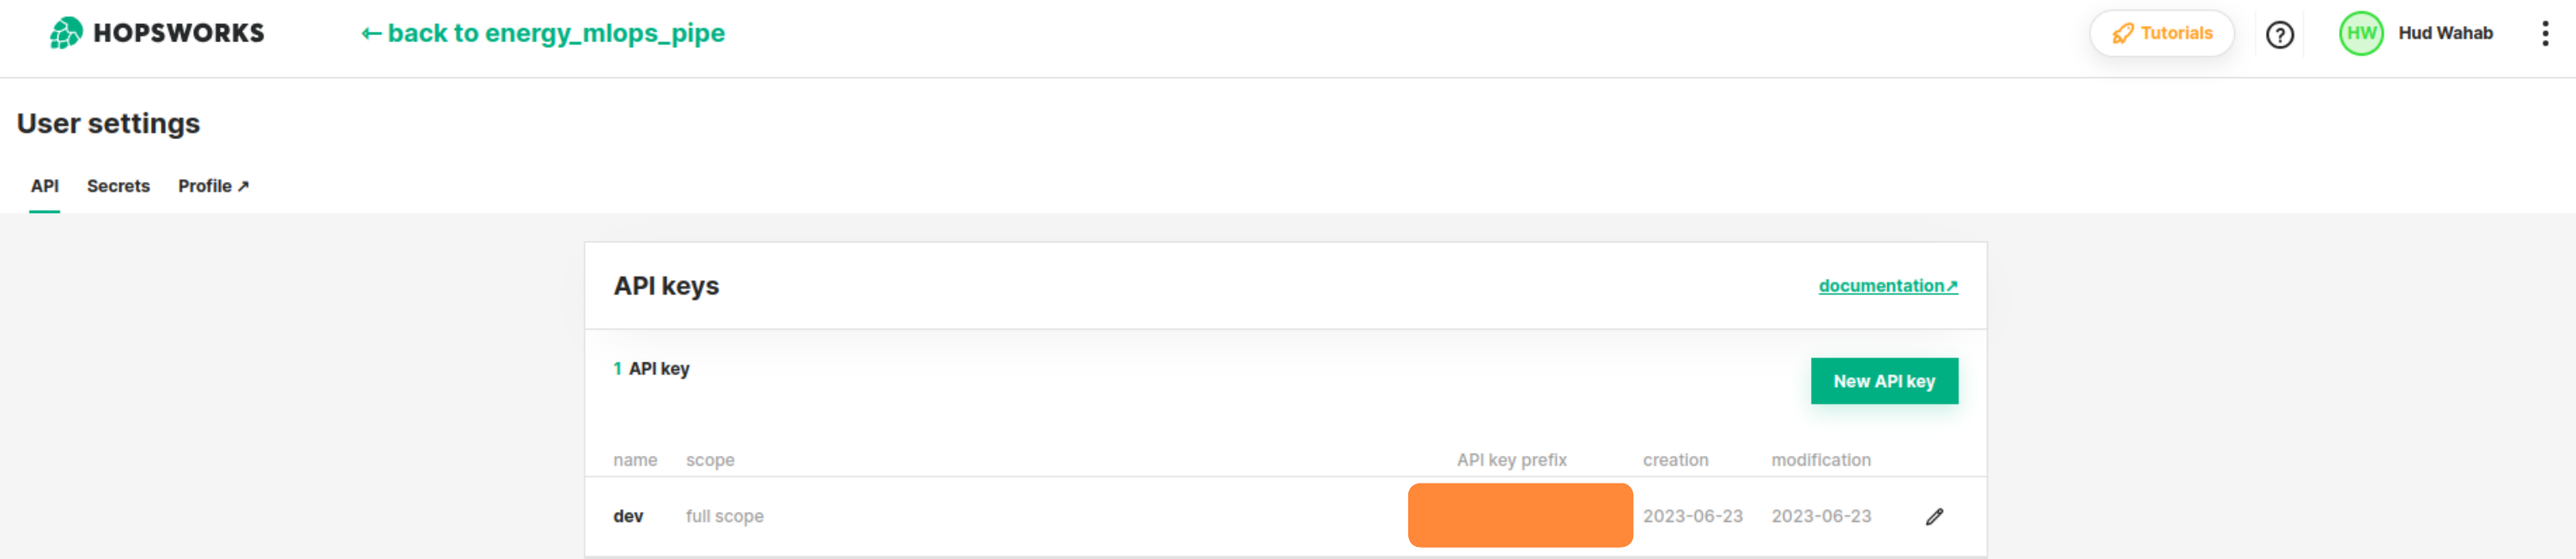 HOPSWORKS ← back to energy_mlops_pipe Tutorials ? HW Hud Wahab
User settings
API Secrets Profile ↗
API keys documentation↗
1 API key New API key
name scope API key prefix creation modification
dev full scope 2023-06-23 2023-06-23